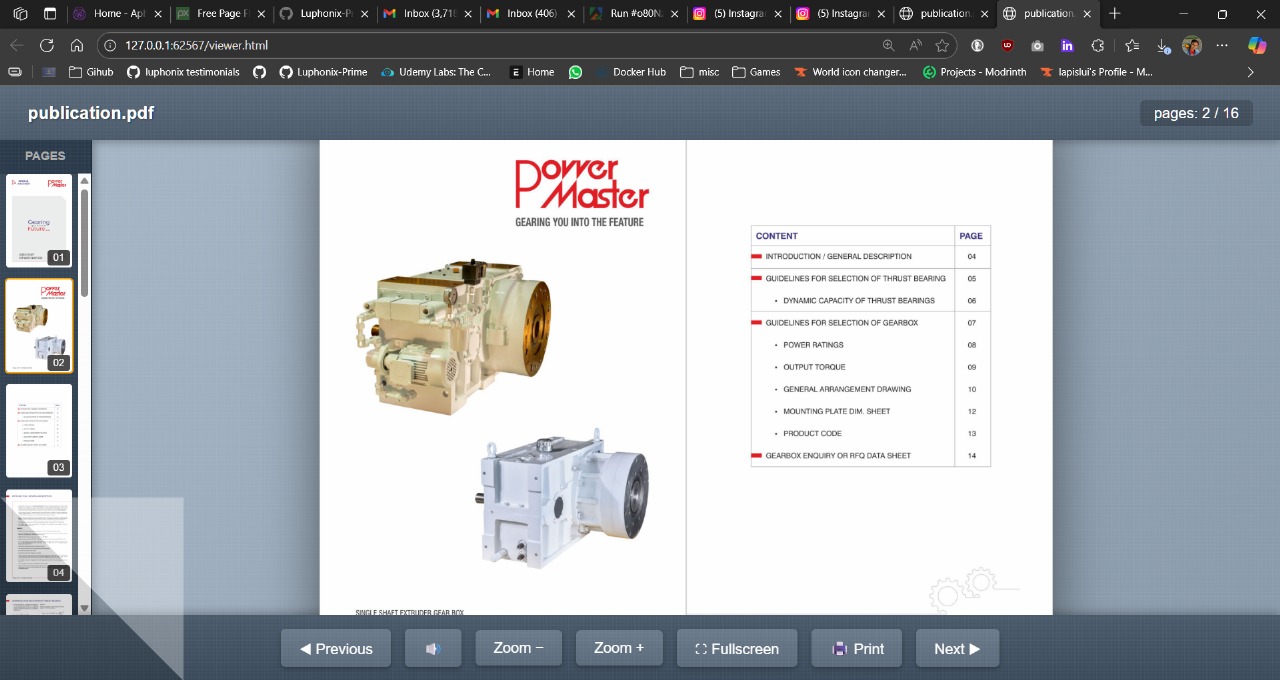 Home - Api
Free Page F
Luphonix-P
Inbox (3,718
Inbox (406)
Run #o80N
(5) Instagra
(5) Instagra
publication.
publication.
127.0.0.1:62567/viewer.html
Gihub
luphonix testimonials
Luphonix-Prime
Udemy Labs: The C...
Home
Docker Hub
misc
Games
World icon changer...
Projects - Modrinth
lapislui's Profile - M...
publication.pdf
pages: 2 / 16
PAGES
01
02
03
04
Power
Master
GEARING YOU INTO THE FEATURE
SINGLE SHAFT EXTRUDER GEAR BOX
CONTENT PAGE
INTRODUCTION / GENERAL DESCRIPTION 04
GUIDELINES FOR SELECTION OF THRUST BEARING 05
• DYNAMIC CAPACITY OF THRUST BEARINGS 06
GUIDELINES FOR SELECTION OF GEARBOX 07
• POWER RATINGS 08
• OUTPUT TORQUE 09
• GENERAL ARRANGEMENT DRAWING 10
• MOUNTING PLATE DIM. SHEET 12
• PRODUCT CODE 13
GEARBOX ENQUIRY OR RFQ DATA SHEET 14
◀ Previous
Zoom −
Zoom +
⛶ Fullscreen
Print
Next ▶